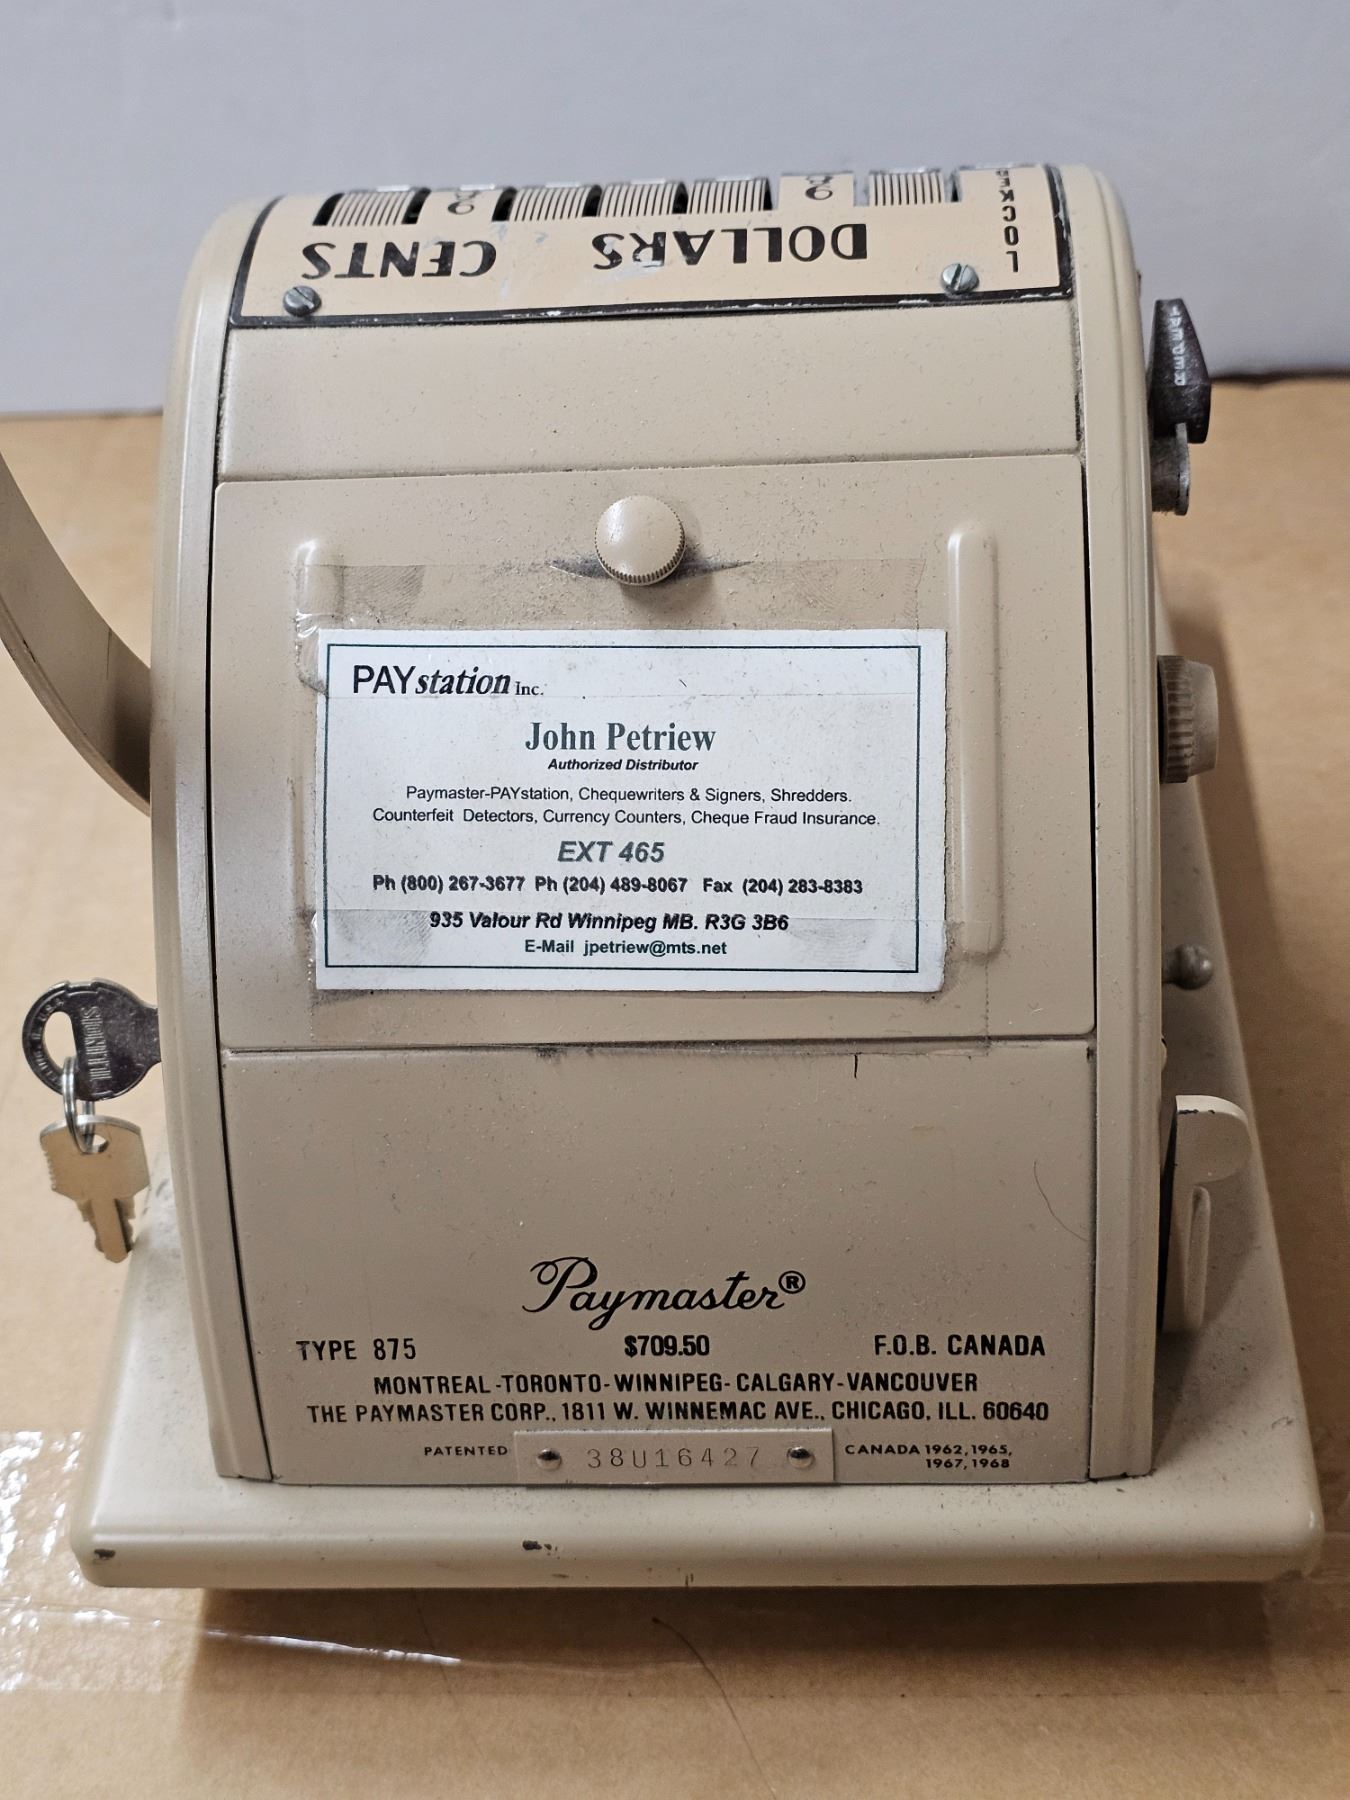 LOCK
DOLLARS CENTS
PAYstation Inc.
John Petriew
Authorized Distributor
Paymaster-PAYstation, Chequewriters & Signers, Shredders.
Counterfeit Detectors, Currency Counters, Cheque Fraud Insurance.
EXT 465
Ph (800) 267-3677 Ph (204) 489-8067 Fax (204) 283-8383
935 Valour Rd Winnipeg MB. R3G 3B6
E-Mail jpetriew@mts.net
Paymaster®
TYPE 875 $709.50 F.O.B. CANADA
MONTREAL-TORONTO-WINNIPEG-CALGARY-VANCOUVER
THE PAYMASTER CORP., 1811 W. WINNEMAC AVE., CHICAGO, ILL. 60640
PATENTED 38U16427 CANADA 1962, 1965,
1967, 1968